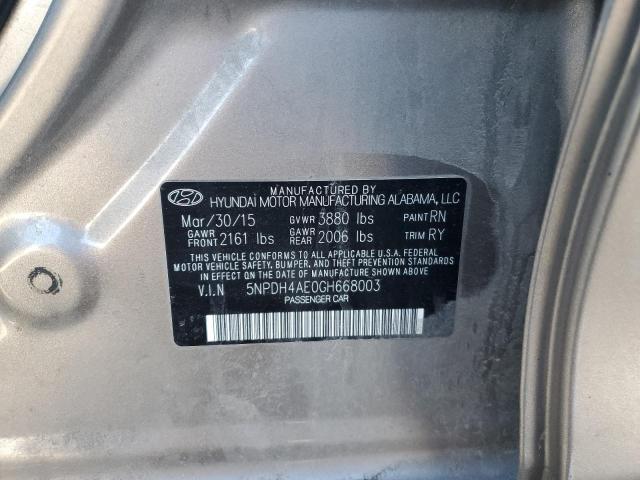 MANUFACTURED BY
HYUNDAI MOTOR MANUFACTURING ALABAMA, LLC
Mar/30/15 GVWR 3880 lbs PAINT RN
GAWR FRONT 2161 lbs GAWR REAR 2006 lbs TRIM RY
THIS VEHICLE CONFORMS TO ALL APPLICABLE U.S.A. FEDERAL
MOTOR VEHICLE SAFETY, BUMPER, AND THEFT PREVENTION STANDARDS
IN EFFECT ON THE DATE OF MANUFACTURE SHOWN ABOVE.
V.I.N 5NPDH4AE0GH668003
PASSENGER CAR